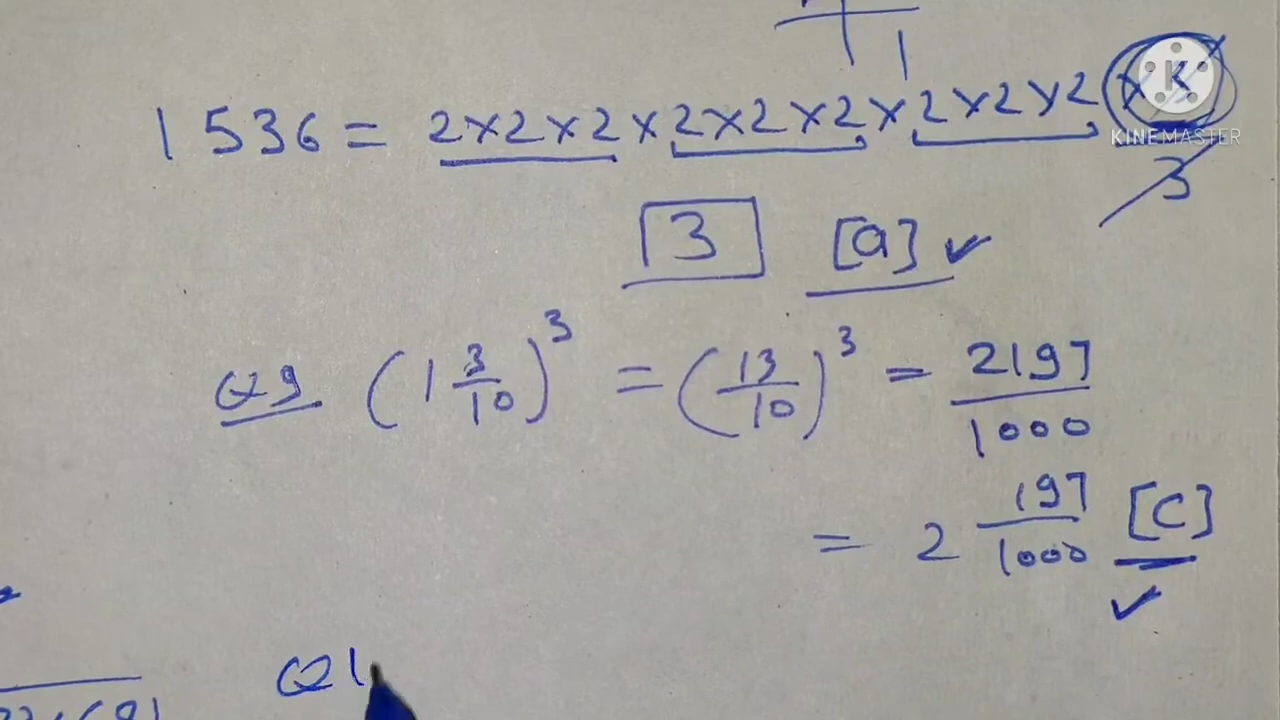 1
1536 = 2×2×2 × 2×2×2 × 2×2×2 ×
K
KINEMASTER
3
3 [a] ✓
Q9 (1 3/10)^3 = (13/10)^3 = 2197/1000
= 2 197/1000 [C]
✓
Q1